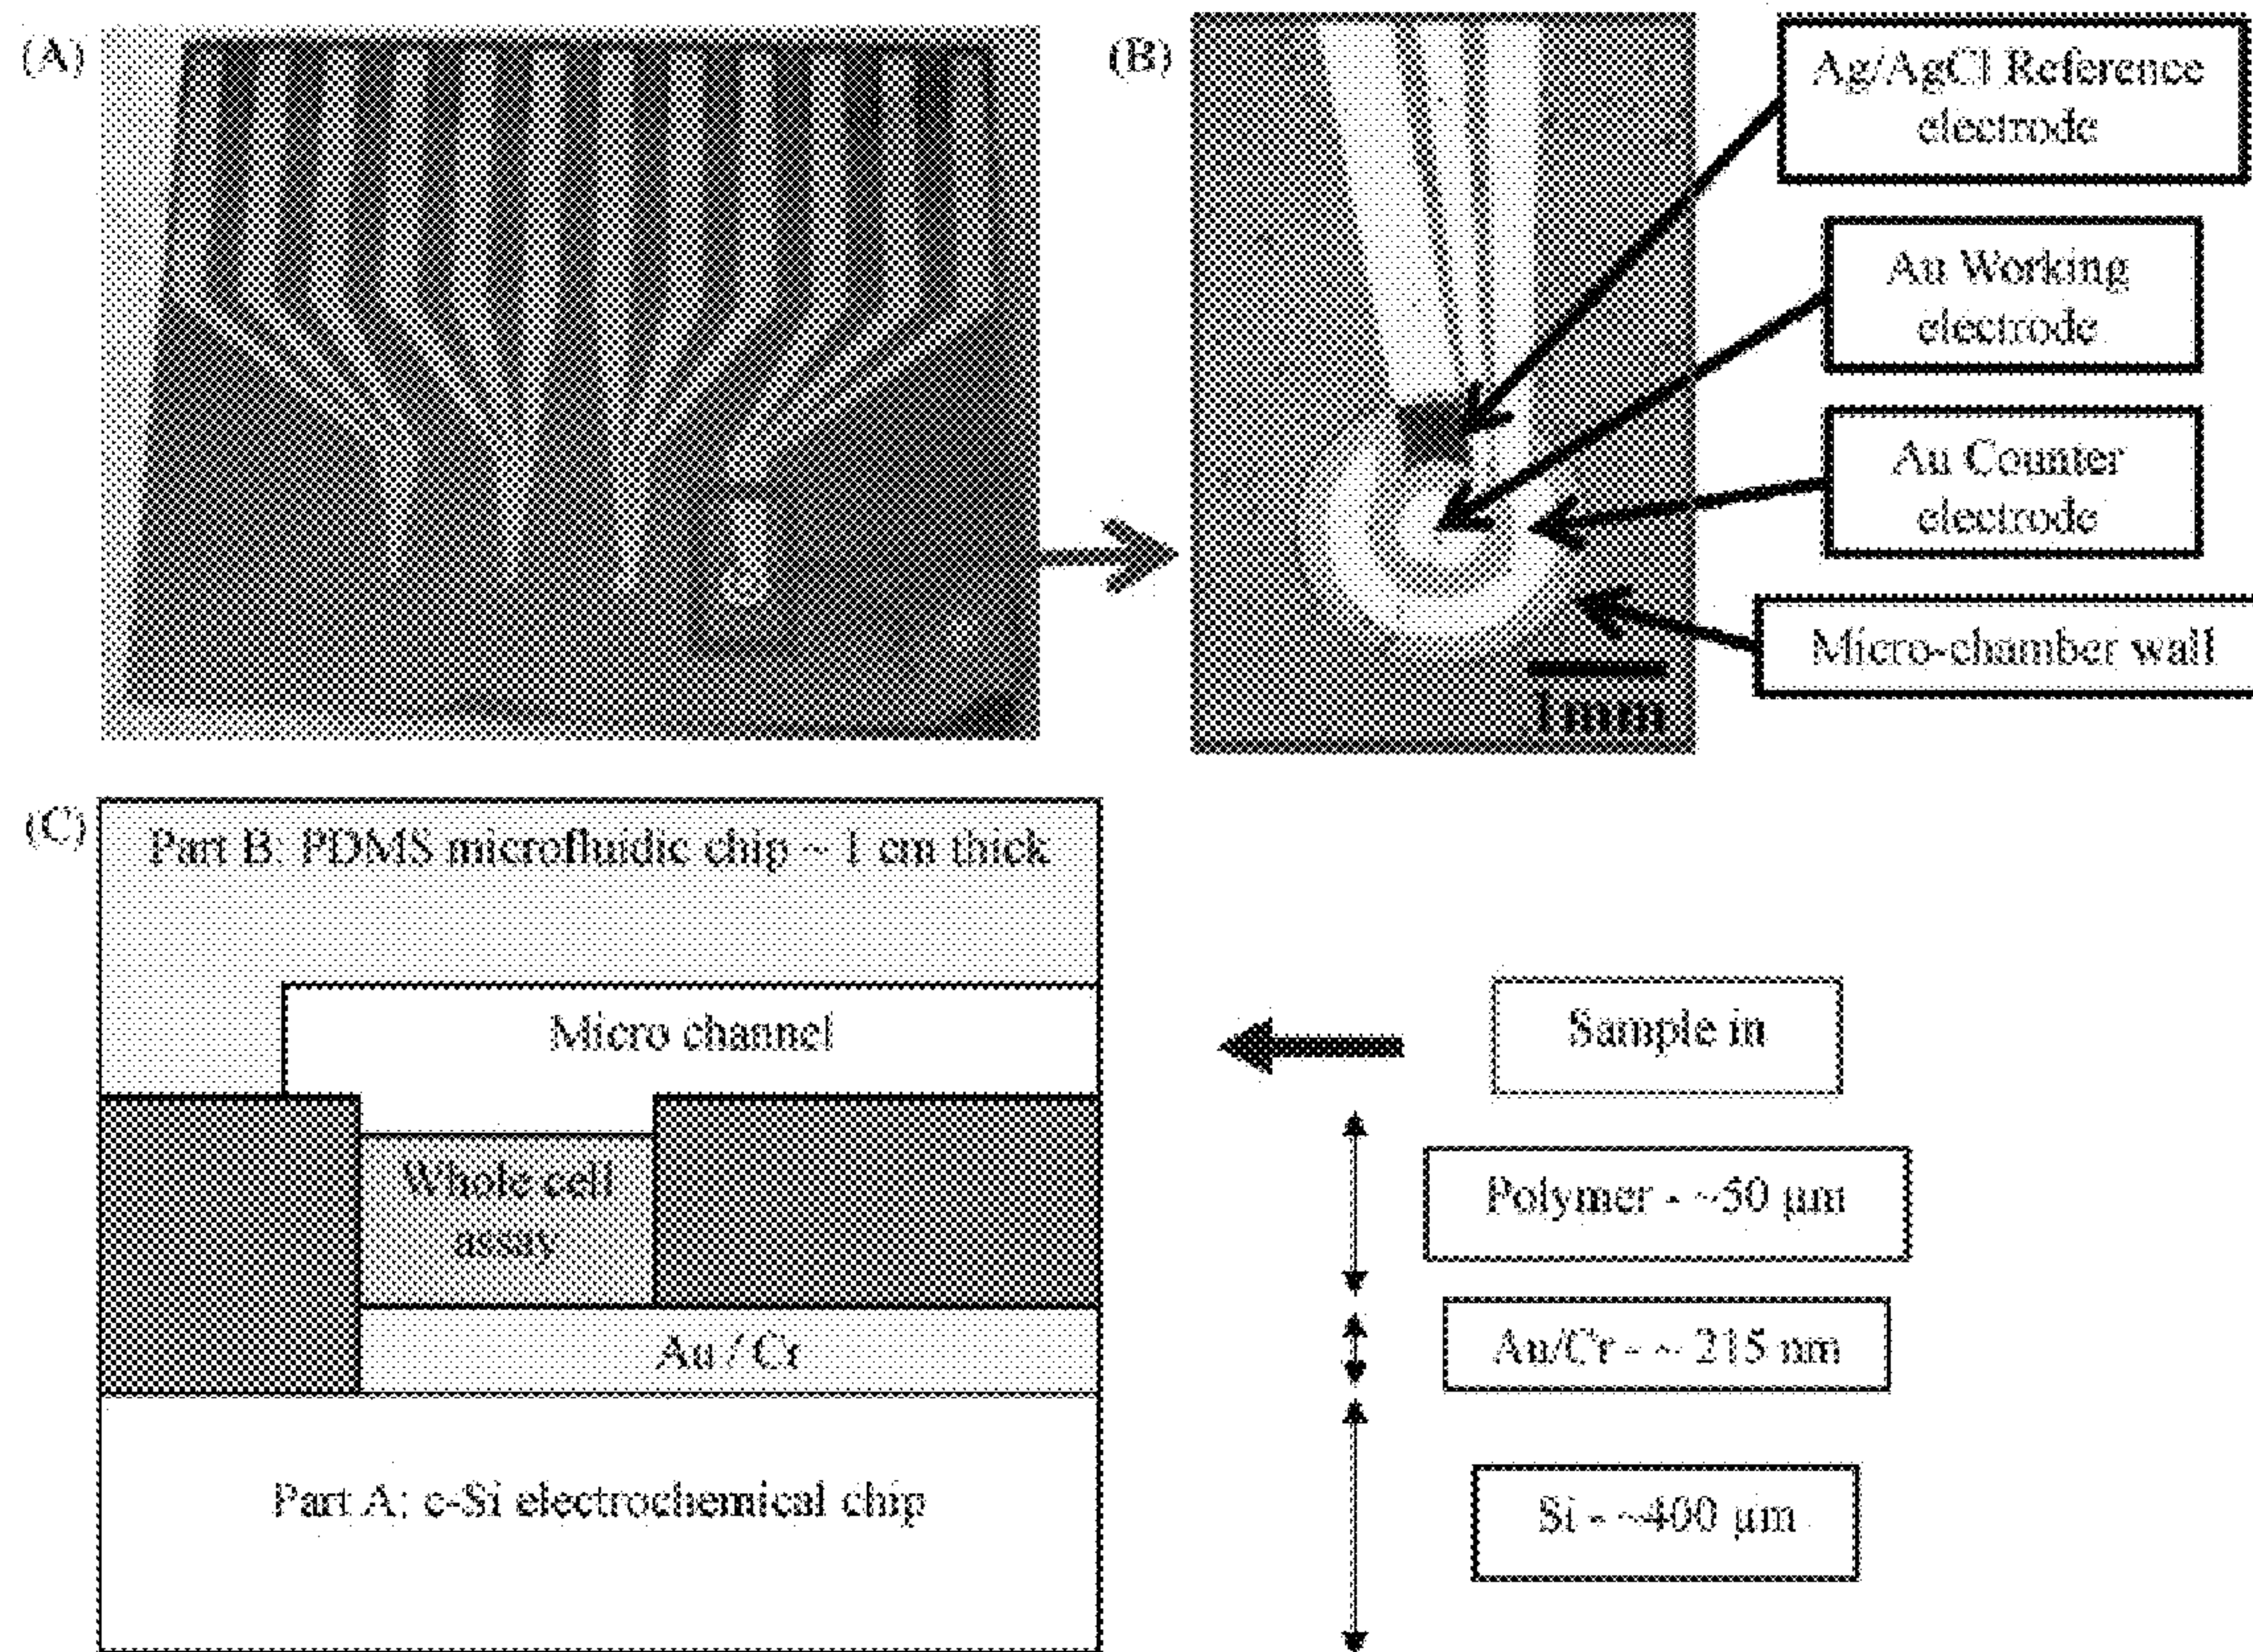 (A)
(B)
Ag/AgCl Reference
electrode
Au Working
electrode
Au Counter
electrode
Micro-chamber wall
1mm
(C)
Part B: PDMS microfluidic chip ~ 1 cm thick
Micro channel
Sample in
Whole cell
assay
Polymer - ~50 μm
Au / Cr
Au/Cr - ~ 215 nm
Part A: c-Si electrochemical chip
Si - ~400 μm